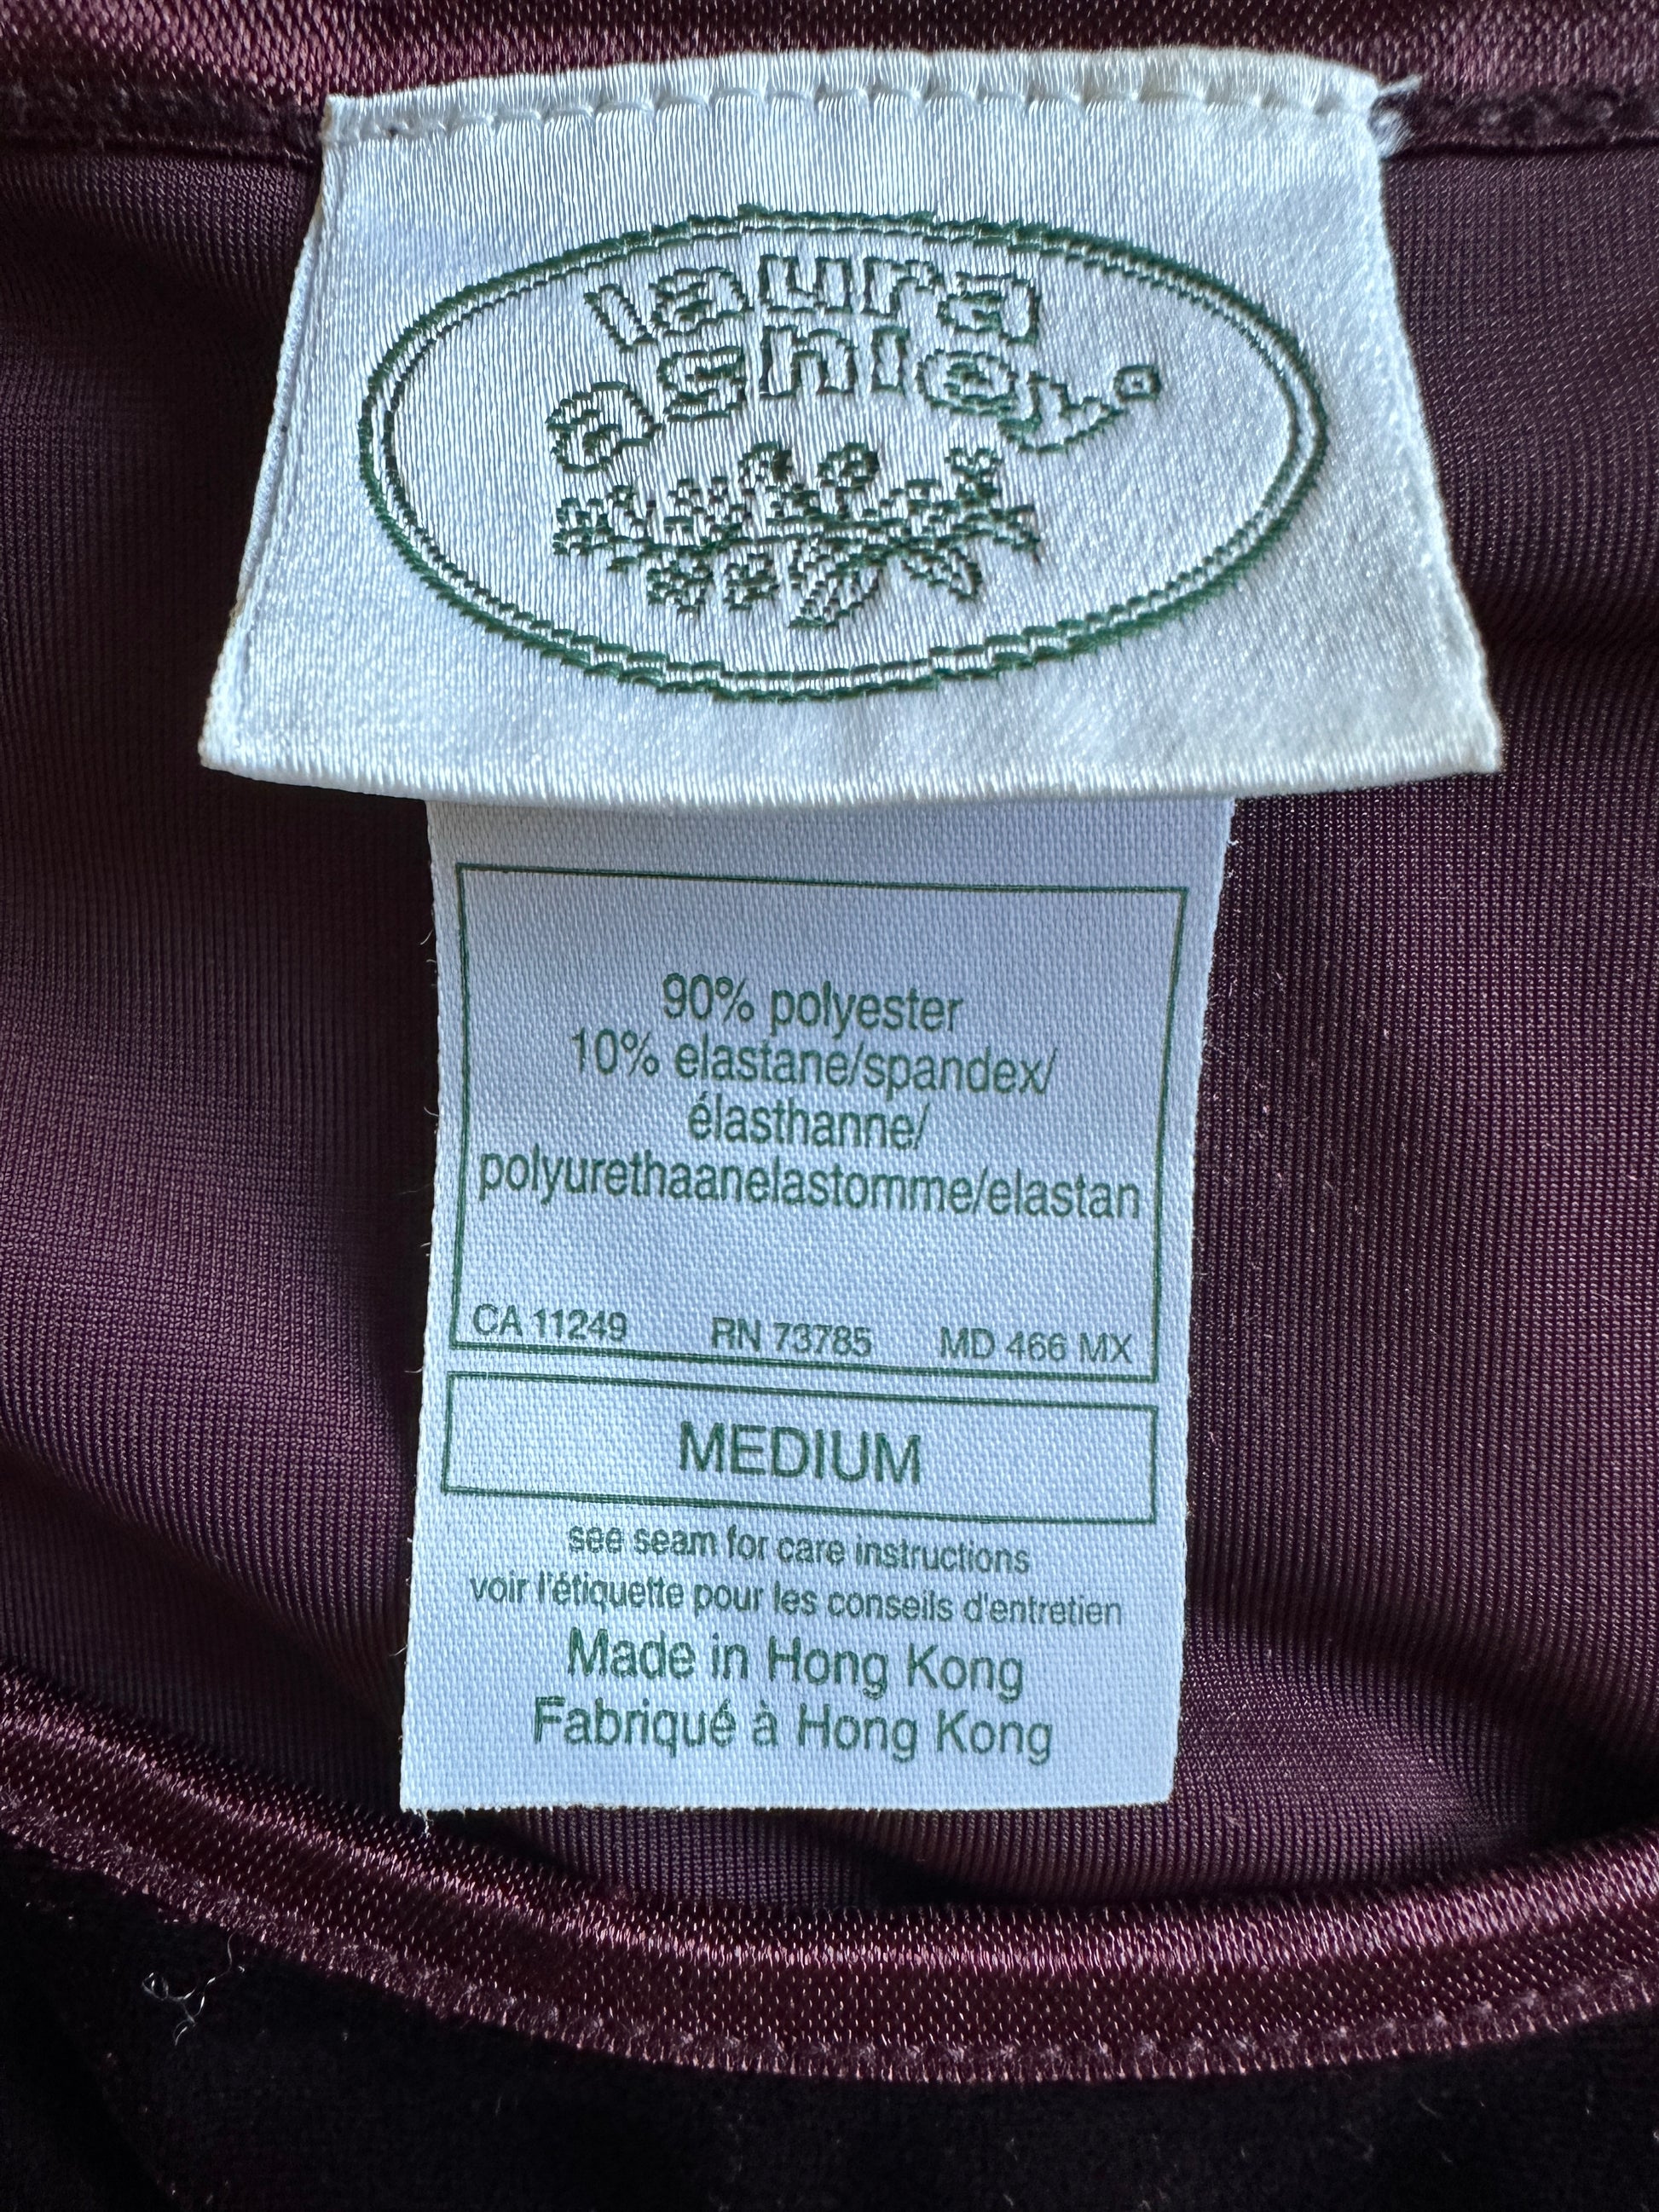 laura
ashley®
90% polyester
10% elastane/spandex/
élasthanne/
polyurethaanelastomme/elastan
CA 11249 RN 73785 MD 466 MX
MEDIUM
see seam for care instructions
voir l'étiquette pour les conseils d'entretien
Made in Hong Kong
Fabriqué à Hong Kong